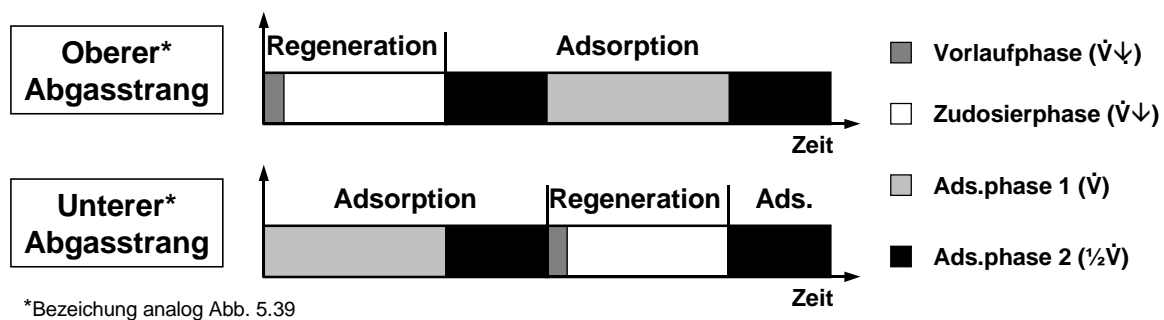 Oberer*
Abgasstrang
Regeneration
Adsorption
Zeit
Unterer*
Abgasstrang
Adsorption
Regeneration
Ads.
Zeit
Vorlaufphase (V̇↓)
Zudosierphase (V̇↓)
Ads.phase 1 (V̇)
Ads.phase 2 (½V̇)
*Bezeichung analog Abb. 5.39